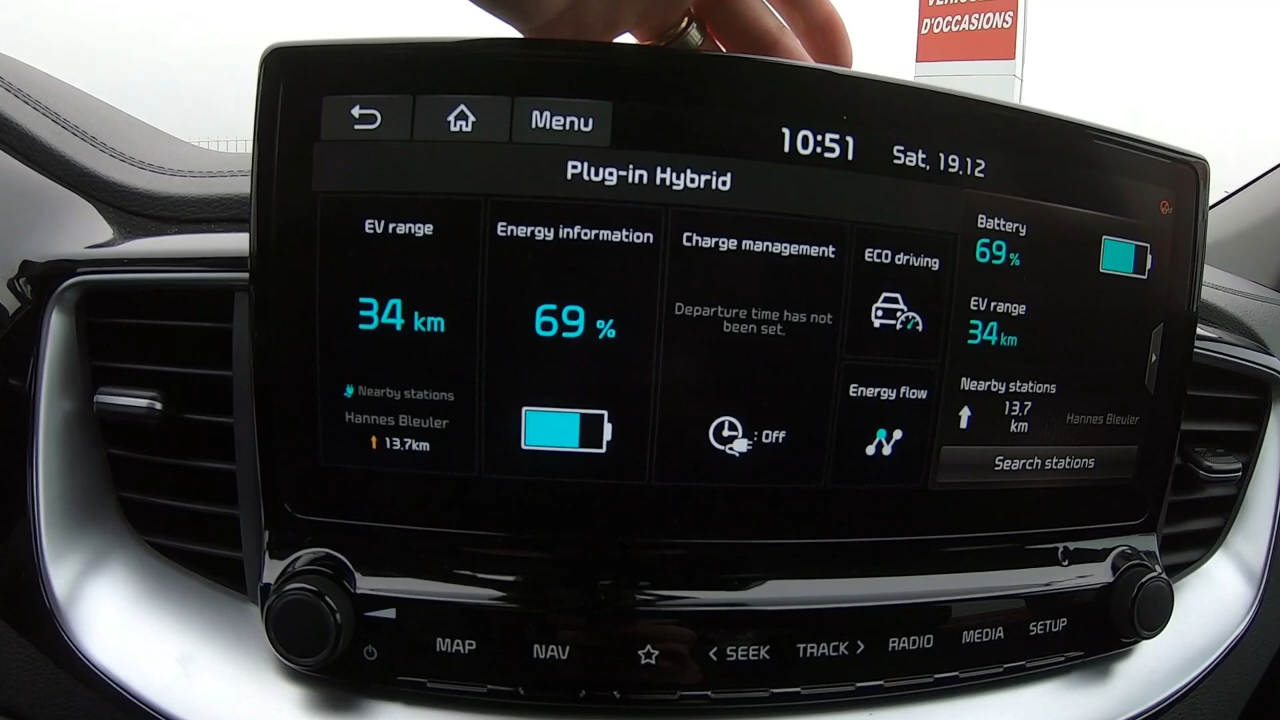 D'OCCASIONS
Menu
10:51
Sat, 19.12
Plug-in Hybrid
EV range
34 km
Nearby stations
Hannes Bleuler
13.7km
Energy information
69 %
Charge management
Departure time has not
been set.
: Off
ECO driving
Energy flow
Battery
69 %
EV range
34 km
Nearby stations
13.7
km
Hannes Bleuler
Search stations
MAP
NAV
< SEEK
TRACK >
RADIO
MEDIA
SETUP